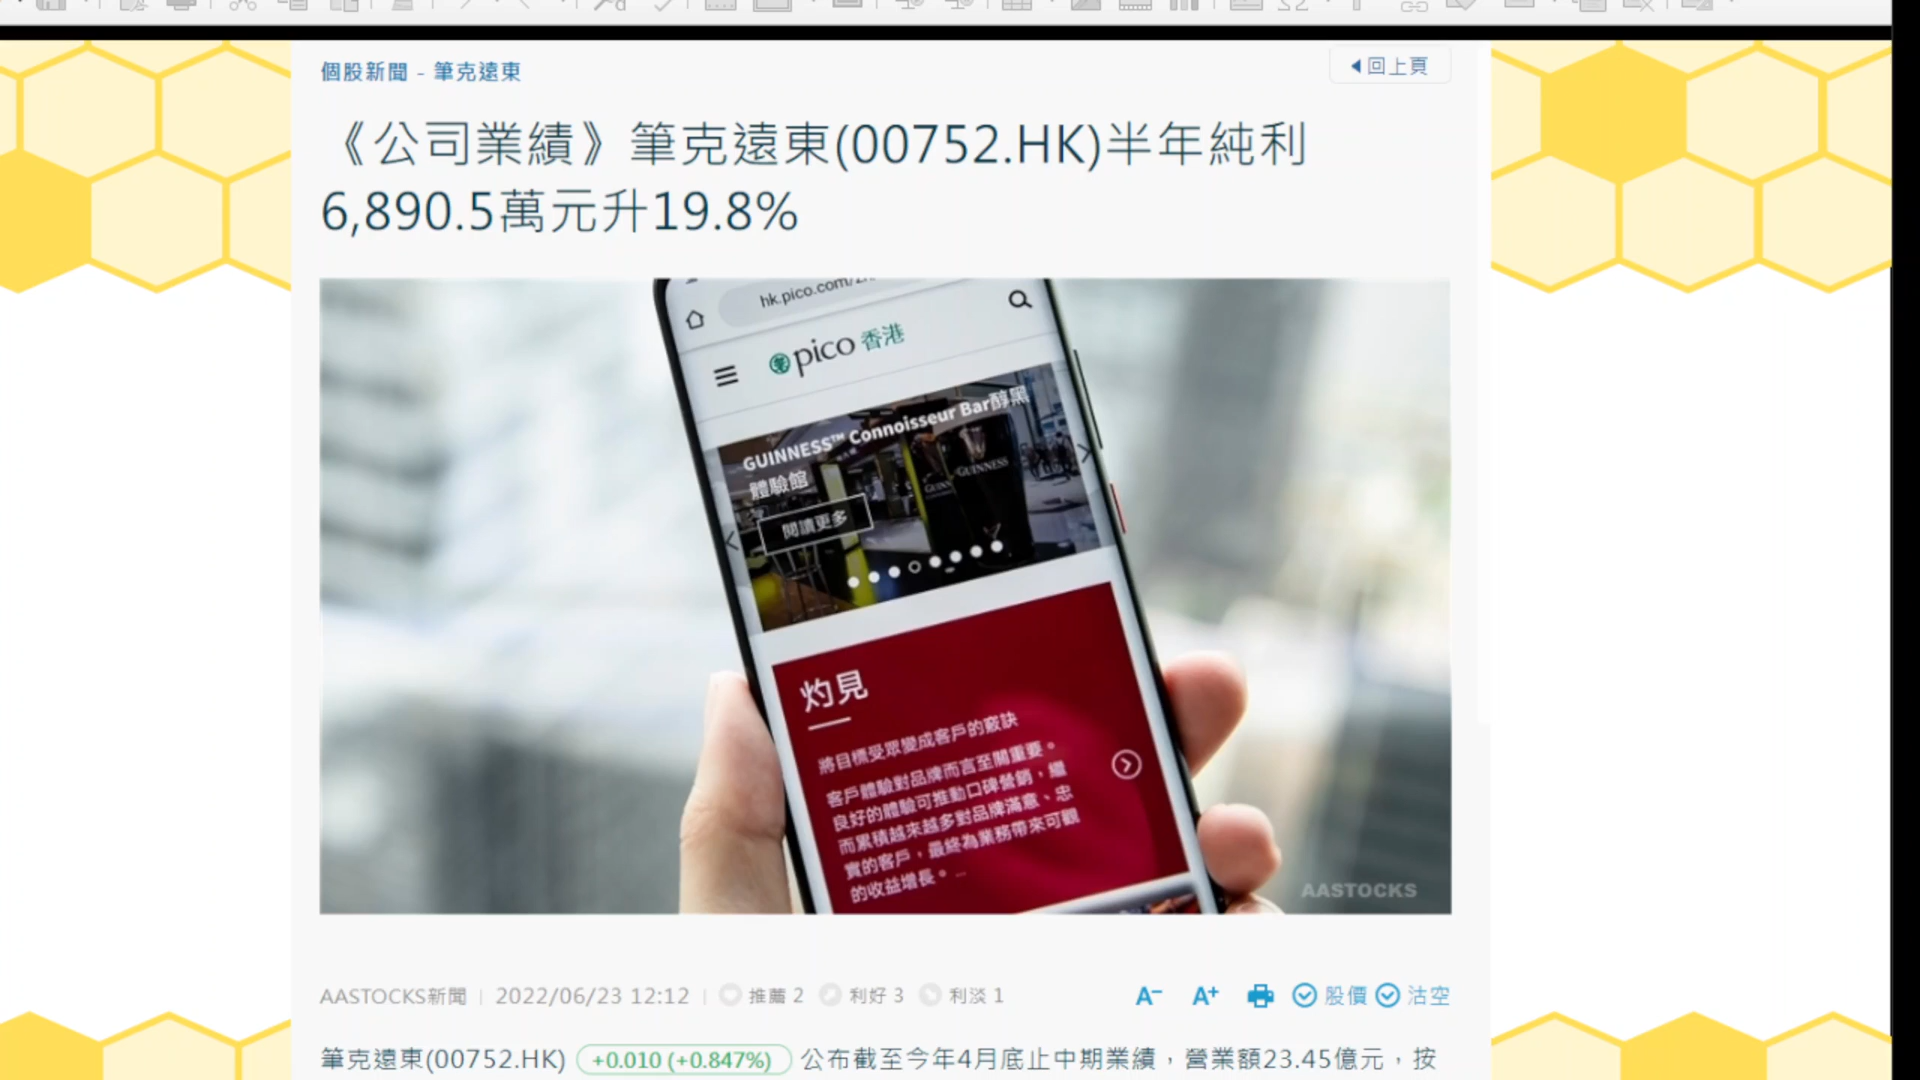 個股新聞 - 筆克遠東
回上頁
《公司業績》筆克遠東(00752.HK)半年純利
6,890.5萬元升19.8%
hk.pico.com/
pico 香港
GUINNESS™ Connoisseur Bar醇黑
體驗館
GUINNESS
閱讀更多
灼見
將目標受眾變成客戶的竅訣
客戶體驗對品牌而言至關重要。
良好的體驗可推動口碑營銷,繼
而累積越來越多對品牌滿意、忠
實的客戶,最終為業務帶來可觀
的收益增長。
AASTOCKS
AASTOCKS新聞 | 2022/06/23 12:12 | 推薦 2 利好 3 利淡 1
A− A+ 股價 沽空
筆克遠東(00752.HK) +0.010 (+0.847%) 公布截至今年4月底止中期業績,營業額23.45億元,按